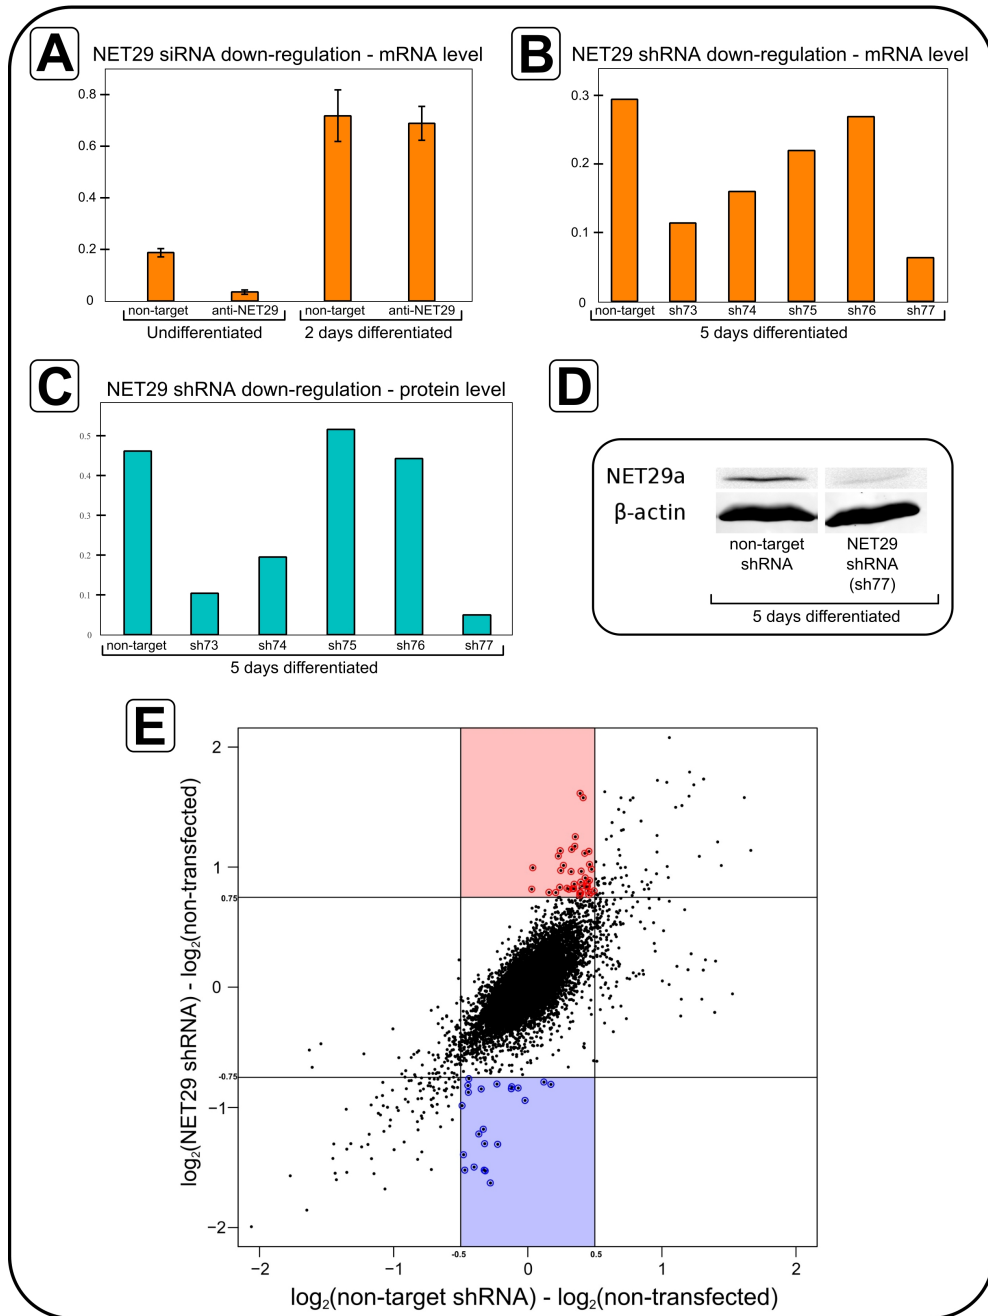 A
NET29 siRNA down-regulation - mRNA level
0.8
0.6
0.4
0.2
0
non-target anti-NET29 non-target anti-NET29
Undifferentiated 2 days differentiated
B
NET29 shRNA down-regulation - mRNA level
0.3
0.2
0.1
0
non-target sh73 sh74 sh75 sh76 sh77
5 days differentiated
C
NET29 shRNA down-regulation - protein level
0.5
0.4
0.3
0.2
0.1
0
non-target sh73 sh74 sh75 sh76 sh77
5 days differentiated
D
NET29a
β-actin
non-target shRNA
NET29 shRNA (sh77)
5 days differentiated
E
log₂(NET29 shRNA) - log₂(non-transfected)
2
1
0.75
0
-0.75
−1
−2
−2 −1 -0.5 0 0.5 1 2
log₂(non-target shRNA) - log₂(non-transfected)